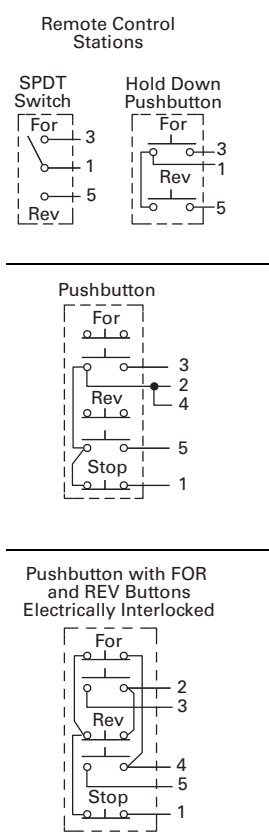 Remote Control
Stations
SPDT
Switch
For
3
1
5
Rev
Hold Down
Pushbutton
For
3
1
Rev
5
Pushbutton
For
3
2
Rev
4
5
Stop
1
Pushbutton with FOR
and REV Buttons
Electrically Interlocked
For
2
3
Rev
4
5
Stop
1